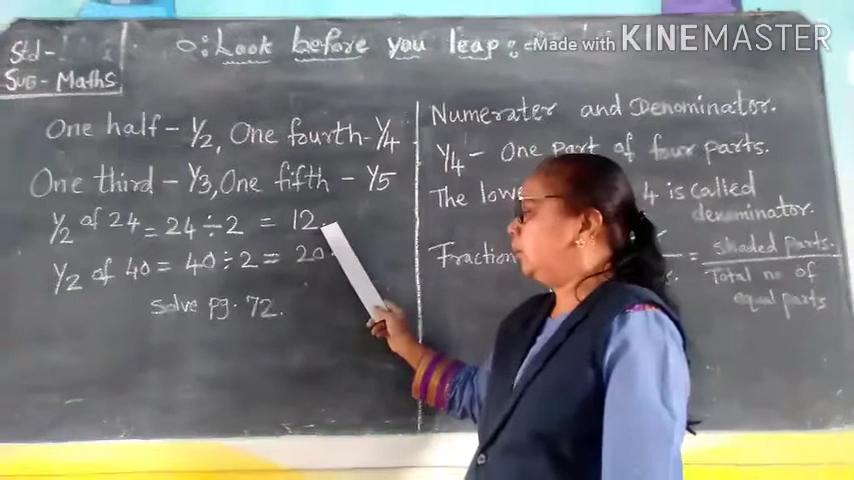 Std -
Sub - Maths
Look before you leap
Made with KINEMASTER
One half - 1/2, One fourth - 1/4
One third - 1/3, One fifth - 1/5
1/2 of 24 = 24 ÷ 2 = 12.
1/2 of 40 = 40 ÷ 2 = 20.
Solve Pg. 72.
Numerater and Denominator.
1/4 - One part of four parts.
The lowe 4 is called
denominator.
Fraction = shaded parts.
Total no of
equal parts